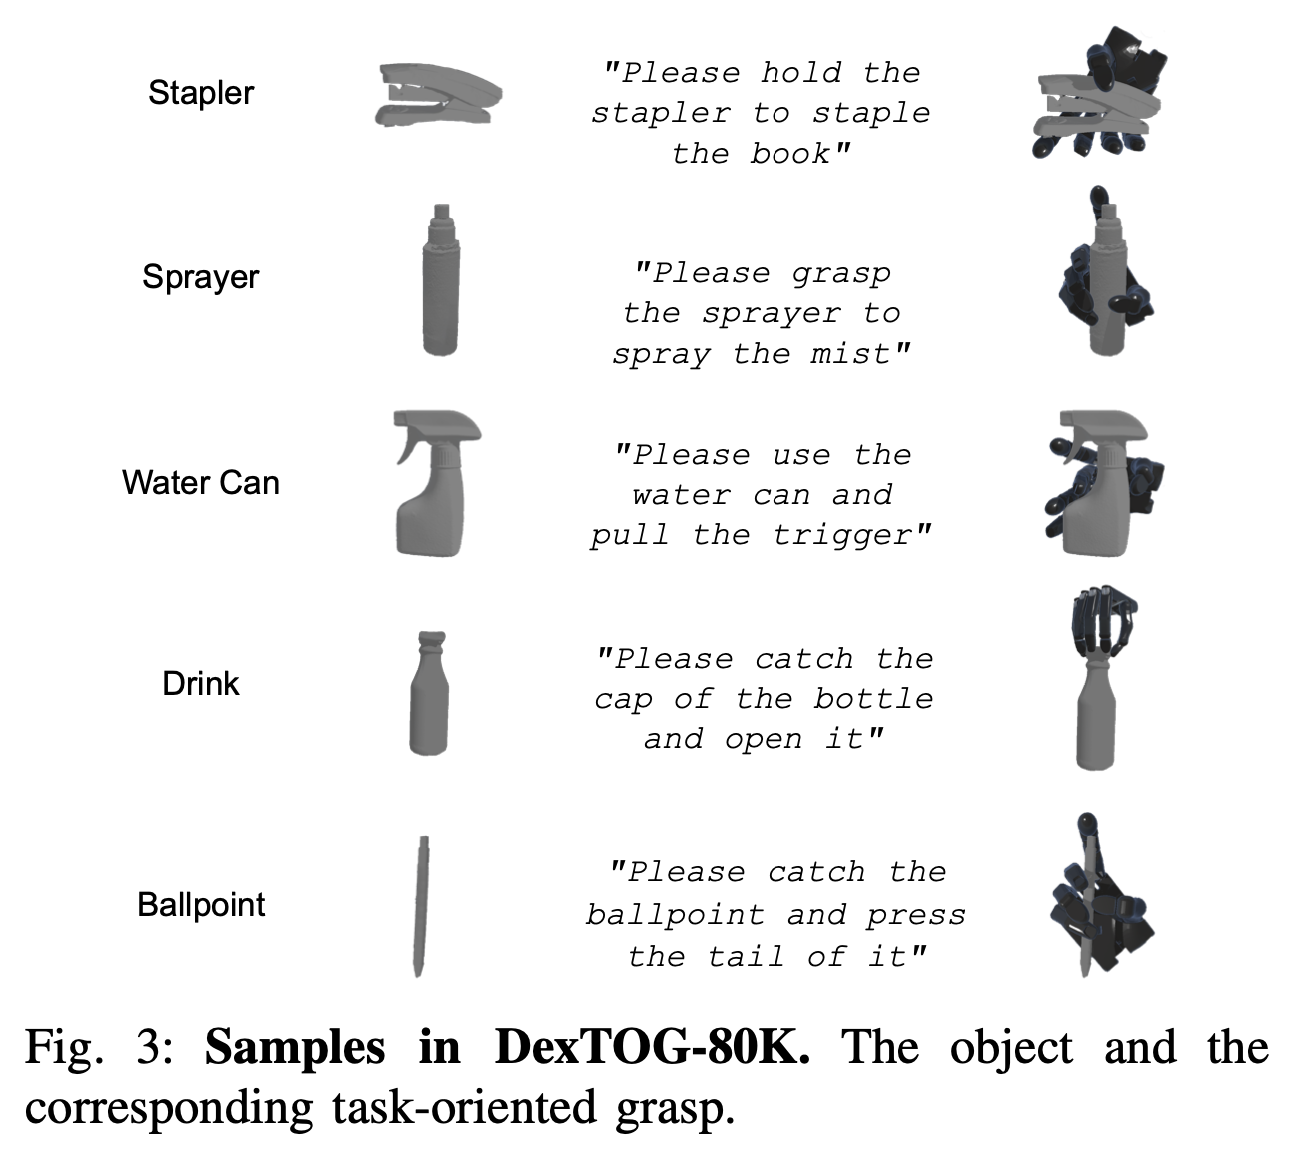 Stapler
"Please hold the
stapler to staple
the book"
Sprayer
"Please grasp
the sprayer to
spray the mist"
Water Can
"Please use the
water can and
pull the trigger"
Drink
"Please catch the
cap of the bottle
and open it"
Ballpoint
"Please catch the
ballpoint and press
the tail of it"
Fig. 3: Samples in DexTOG-80K. The object and the
corresponding task-oriented grasp.